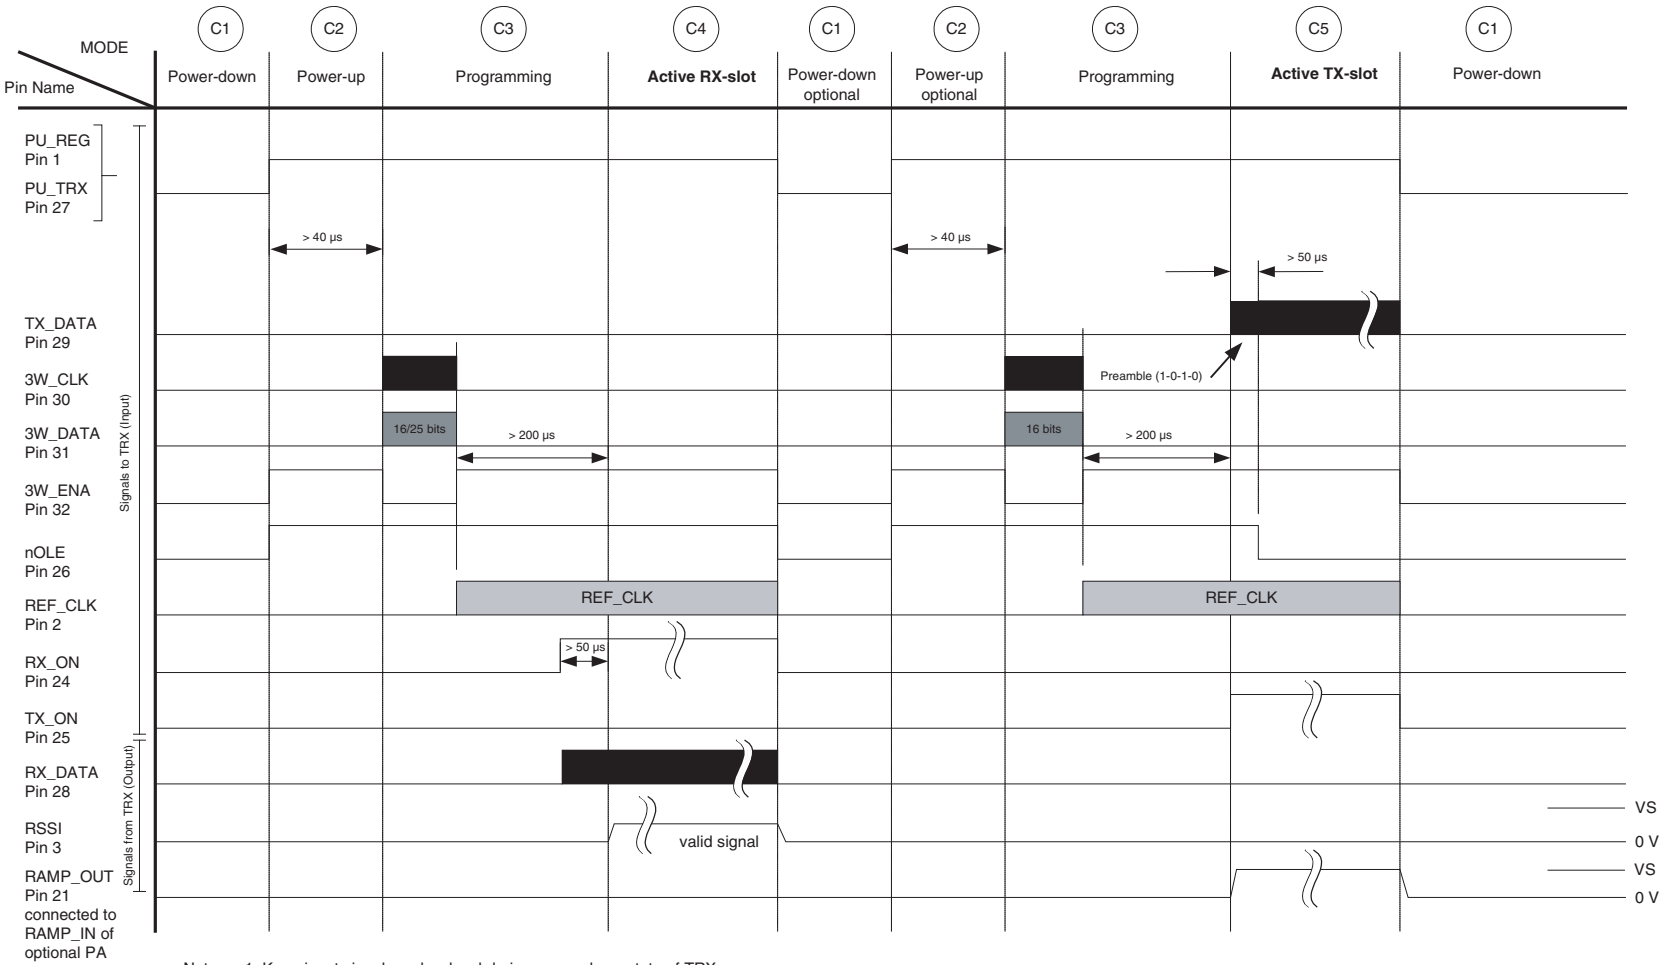 C1
C2
C3
C4
C1
C2
C3
C5
C1
MODE
Pin Name
Power-down
Power-up
Programming
Active RX-slot
Power-down
optional
Power-up
optional
Programming
Active TX-slot
Power-down
PU_REG
Pin 1
PU_TRX
Pin 27
> 40 µs
> 40 µs
> 50 µs
TX_DATA
Pin 29
Preamble (1-0-1-0)
3W_CLK
Pin 30
3W_DATA
Pin 31
16/25 bits
> 200 µs
16 bits
> 200 µs
3W_ENA
Pin 32
Signals to TRX (Input)
nOLE
Pin 26
REF_CLK
Pin 2
REF_CLK
REF_CLK
RX_ON
Pin 24
> 50 µs
TX_ON
Pin 25
RX_DATA
Pin 28
Signals from TRX (Output)
RSSI
Pin 3
valid signal
VS
0 V
RAMP_OUT
Pin 21
connected to
RAMP_IN of
optional PA
VS
0 V